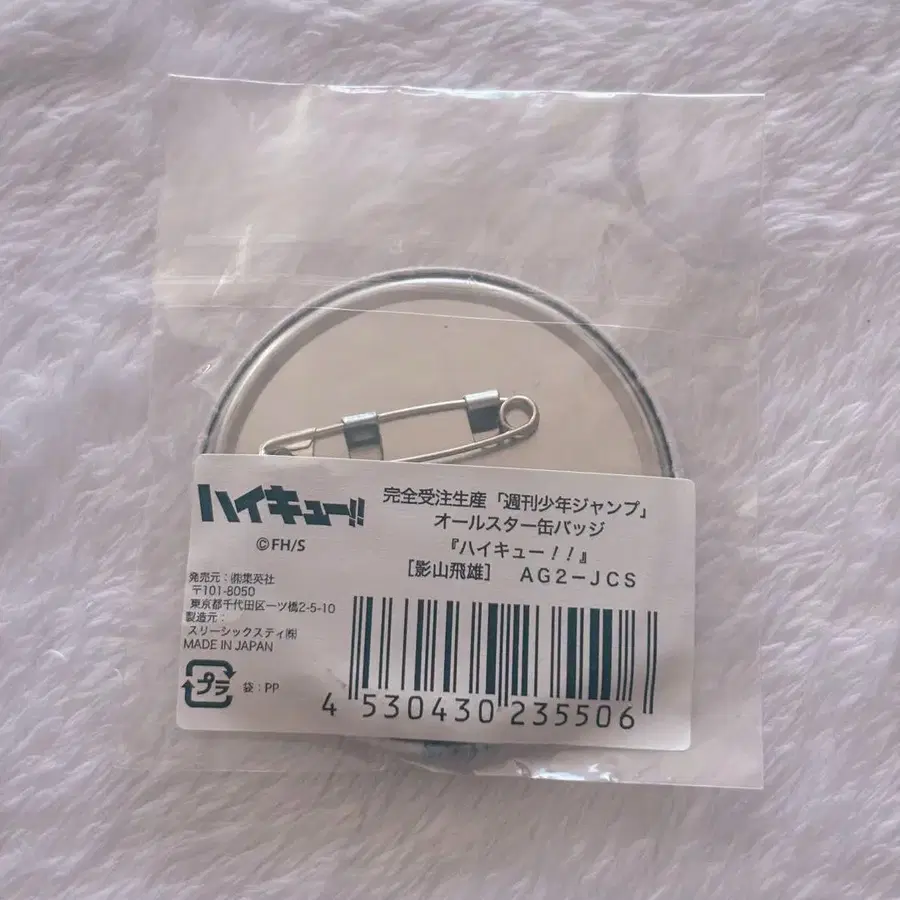 ハイキュー!!
©FH/S
完全受注生産「週刊少年ジャンプ」
オールスター缶バッジ
『ハイキュー！！』
［影山飛雄］ AG2-JCS
発売元：㈱集英社
〒101-8050
東京都千代田区一ツ橋2-5-10
製造元：
スリーシックスティ㈱
MADE IN JAPAN
プラ 袋：PP
4 530430 235506